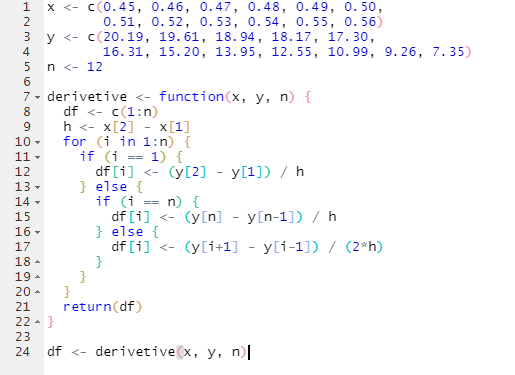 1 x <- c(0.45, 0.46, 0.47, 0.48, 0.49, 0.50,
2 0.51, 0.52, 0.53, 0.54, 0.55, 0.56)
3 y <- c(20.19, 19.61, 18.94, 18.17, 17.30,
4 16.31, 15.20, 13.95, 12.55, 10.99, 9.26, 7.35)
5 n <- 12
6
7 derivetive <- function(x, y, n) {
8 df <- c(1:n)
9 h <- x[2] - x[1]
10 for (i in 1:n) {
11 if (i == 1) {
12 df[i] <- (y[2] - y[1]) / h
13 } else {
14 if (i == n) {
15 df[i] <- (y[n] - y[n-1]) / h
16 } else {
17 df[i] <- (y[i+1] - y[i-1]) / (2*h)
18 }
19 }
20 }
21 return(df)
22 }
23
24 df <- derivetive(x, y, n)